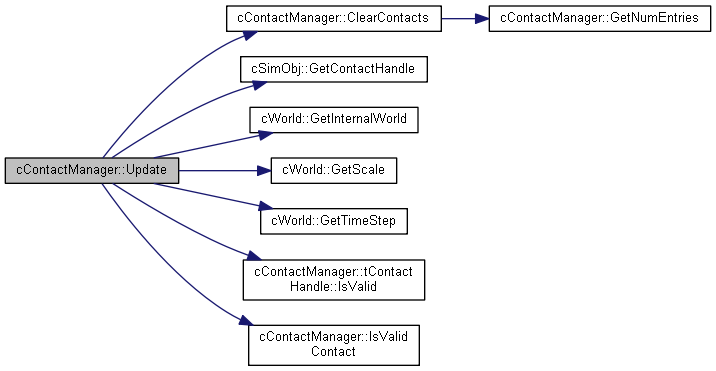 cContactManager::ClearContacts
cContactManager::GetNumEntries
cSimObj::GetContactHandle
cWorld::GetInternalWorld
cContactManager::Update
cWorld::GetScale
cWorld::GetTimeStep
cContactManager::tContact
Handle::IsValid
cContactManager::IsValid
Contact